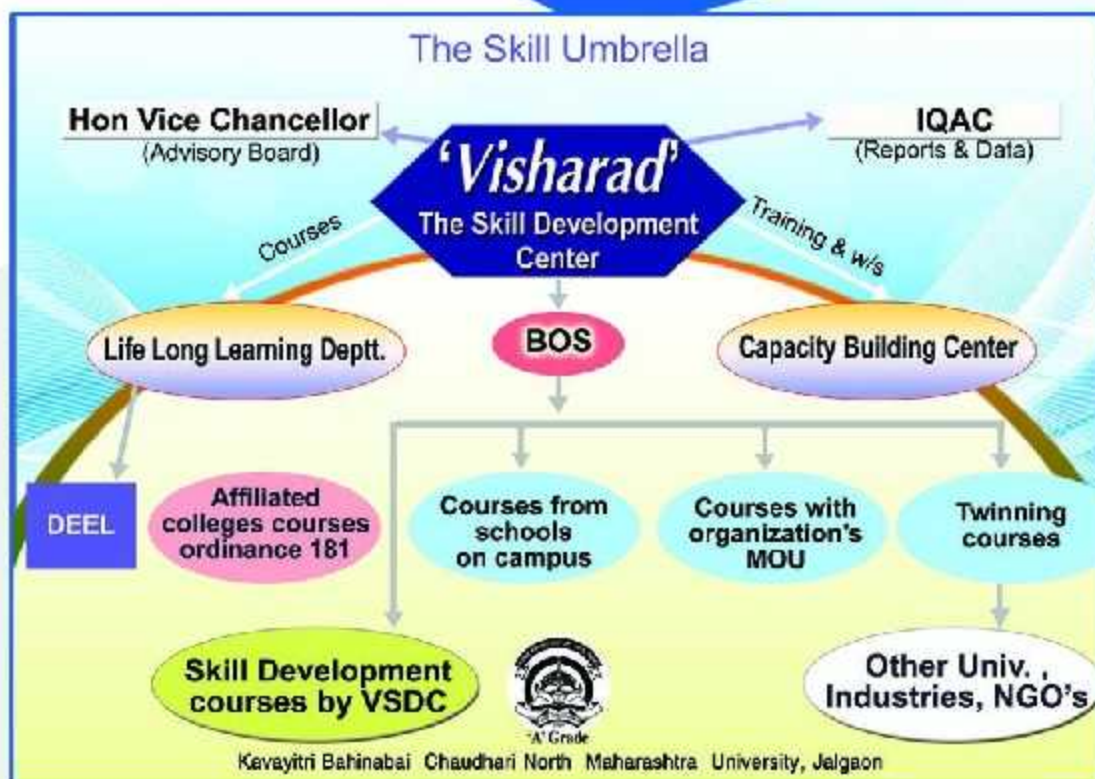 The Skill Umbrella
Hon Vice Chancellor
(Advisory Board)
IQAC
(Reports & Data)
'Visharad'
The Skill Development
Center
Courses
Training & w/s
Life Long Learning Deptt.
BOS
Capacity Building Center
DEEL
Affiliated
colleges courses
ordinance 181
Courses from
schools
on campus
Courses with
organization's
MOU
Twinning
courses
Skill Development
courses by VSDC
'A' Grade
Other Univ. ,
Industries, NGO's
Kavayitri Bahinabai Chaudhari North Maharashtra University, Jalgaon